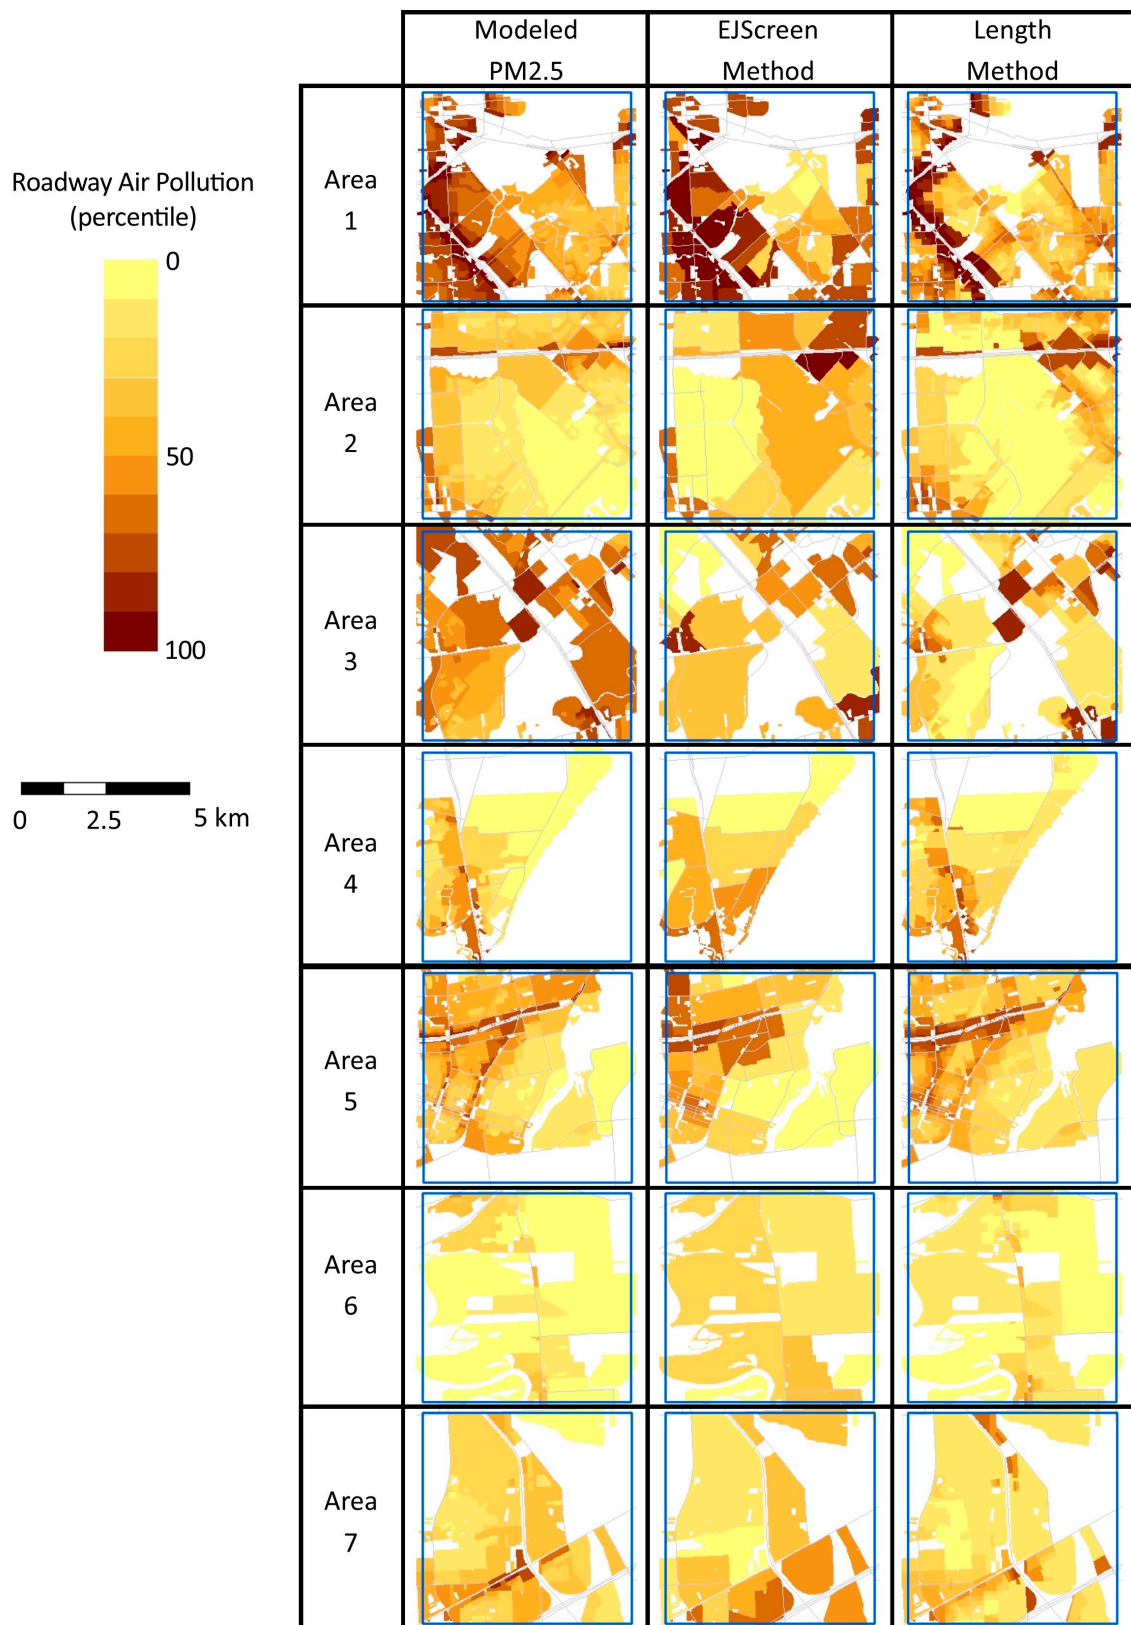 Modeled
PM2.5
EJScreen
Method
Length
Method
Roadway Air Pollution
(percentile)
0
50
100
0
2.5
5 km
Area
1
Area
2
Area
3
Area
4
Area
5
Area
6
Area
7